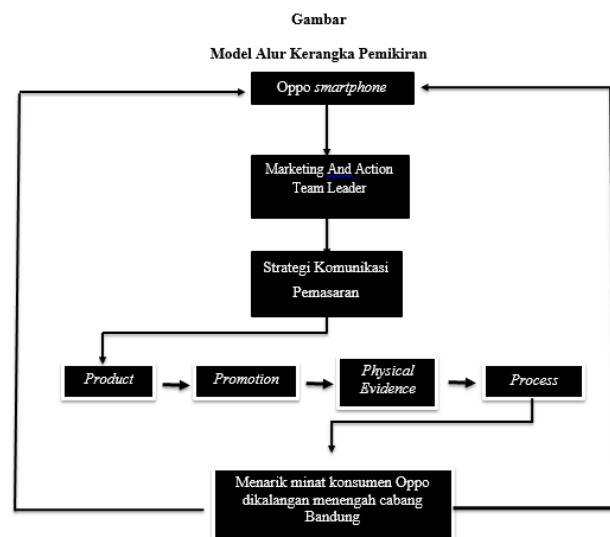 Gambar
Model Alur Kerangka Pemikiran
Oppo smartphone
Marketing And Action
Team Leader
Strategi Komunikasi
Pemasaran
Product
Promotion
Physical
Evidence
Process
Menarik minat konsumen Oppo
dikalangan menengah cabang
Bandung